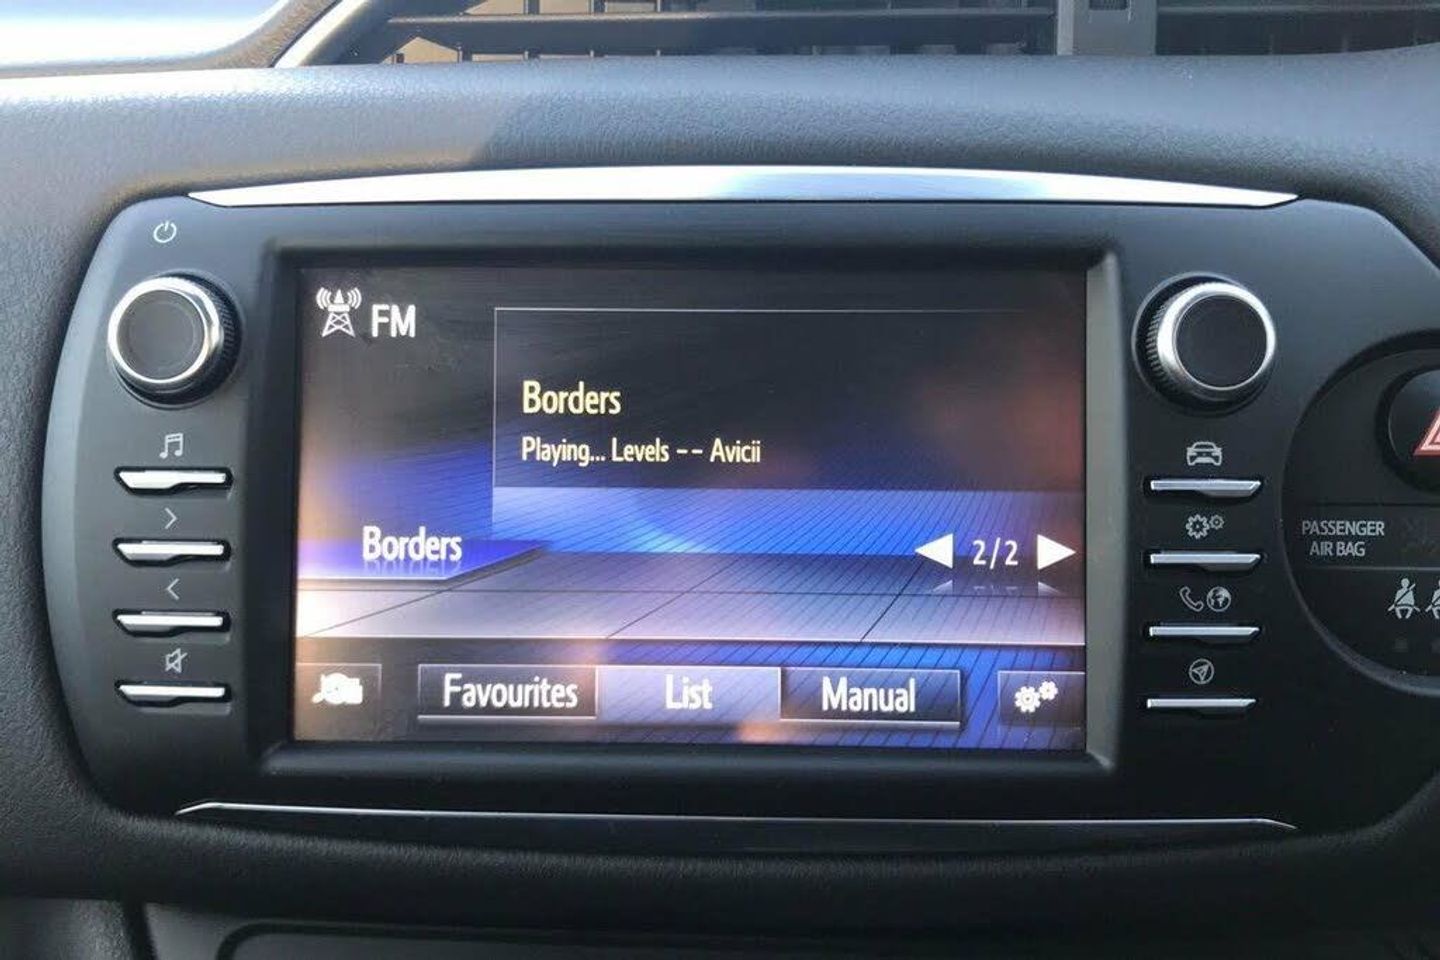 FM
Borders
Playing... Levels -- Avicii
Borders
2/2
Favourites
List
Manual
PASSENGER
AIR BAG